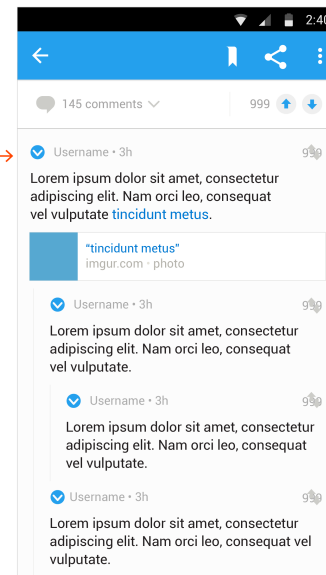 2:40
145 comments
999
Username • 3h
999
Lorem ipsum dolor sit amet, consectetur
adipiscing elit. Nam orci leo, consequat
vel vulputate tincidunt metus.
“tincidunt metus”
imgur.com · photo
Username • 3h
999
Lorem ipsum dolor sit amet, consectetur
adipiscing elit. Nam orci leo, consequat
vel vulputate.
Username • 3h
999
Lorem ipsum dolor sit amet, consectetur
adipiscing elit. Nam orci leo, consequat
vel vulputate.
Username • 3h
999
Lorem ipsum dolor sit amet, consectetur
adipiscing elit. Nam orci leo, consequat vel
vulputate.